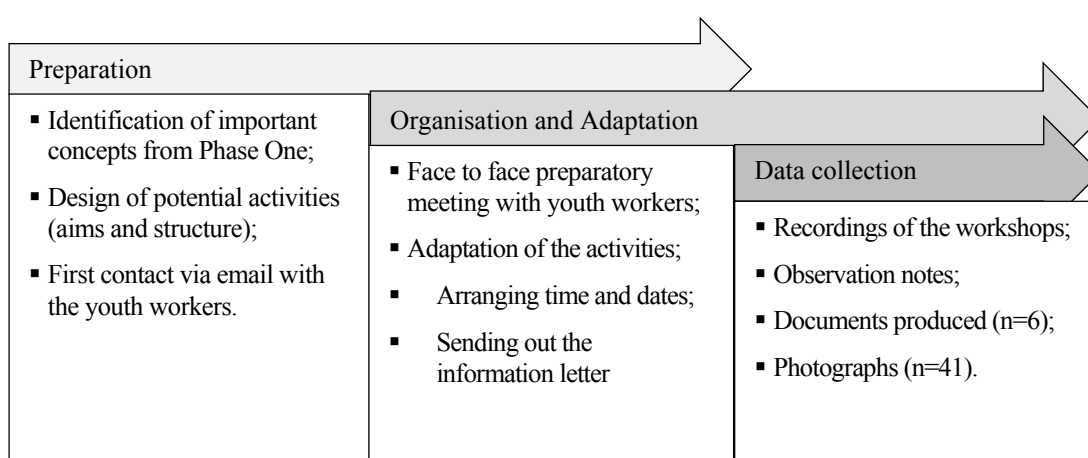 Preparation
▪ Identification of important
concepts from Phase One;
▪ Design of potential activities
(aims and structure);
▪ First contact via email with
the youth workers.
Organisation and Adaptation
▪ Face to face preparatory
meeting with youth workers;
▪ Adaptation of the activities;
▪ Arranging time and dates;
▪ Sending out the
information letter
Data collection
▪ Recordings of the workshops;
▪ Observation notes;
▪ Documents produced (n=6);
▪ Photographs (n=41).